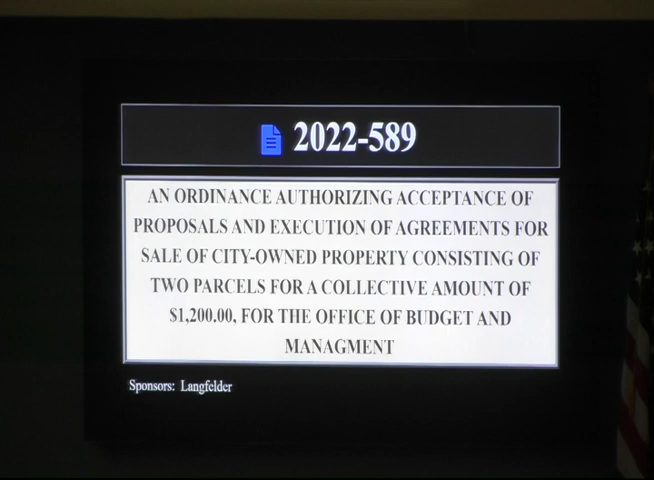 2022-589
AN ORDINANCE AUTHORIZING ACCEPTANCE OF
PROPOSALS AND EXECUTION OF AGREEMENTS FOR
SALE OF CITY-OWNED PROPERTY CONSISTING OF
TWO PARCELS FOR A COLLECTIVE AMOUNT OF
$1,200.00, FOR THE OFFICE OF BUDGET AND
MANAGMENT
Sponsors: Langfelder